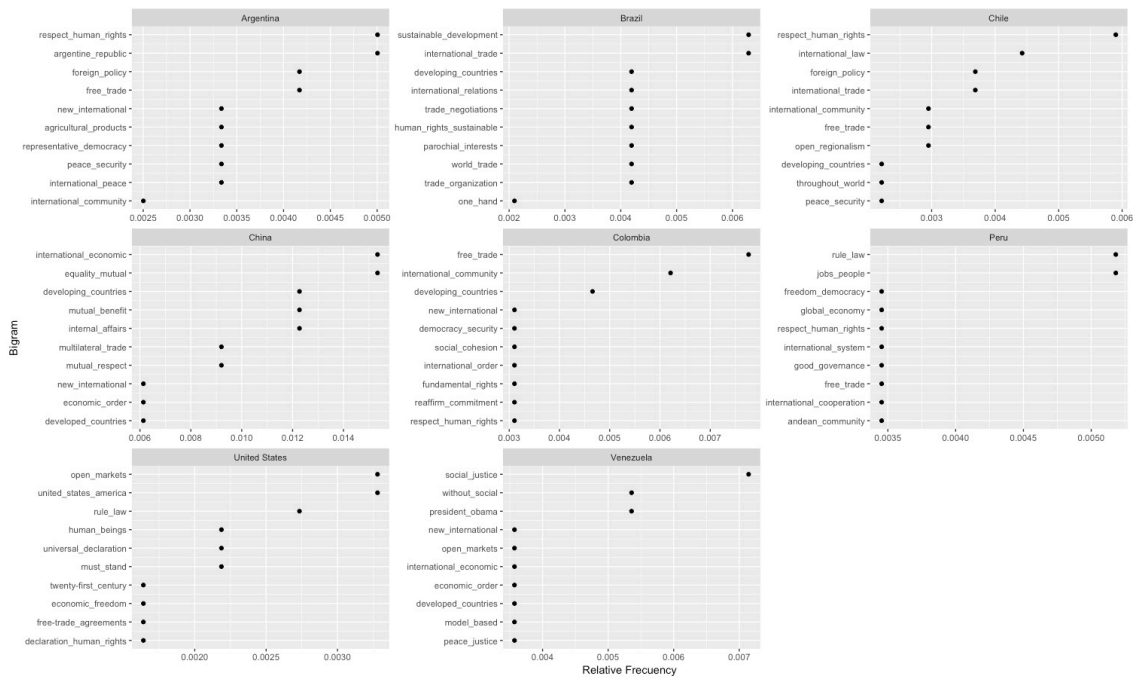 Argentina
respect_human_rights
argentine_republic
foreign_policy
free_trade
new_international
agricultural_products
representative_democracy
peace_security
international_peace
international_community
0.0025 0.0030 0.0035 0.0040 0.0045 0.0050
Brazil
sustainable_development
international_trade
developing_countries
international_relations
trade_negotiations
human_rights_sustainable
parochial_interests
world_trade
trade_organization
one_hand
0.002 0.003 0.004 0.005 0.006
Chile
respect_human_rights
international_law
foreign_policy
international_trade
international_community
free_trade
open_regionalism
developing_countries
throughout_world
peace_security
0.003 0.004 0.005 0.006
Bigram
China
international_economic
equality_mutual
developing_countries
mutual_benefit
internal_affairs
multilateral_trade
mutual_respect
new_international
economic_order
developed_countries
0.006 0.010 0.012 0.014
Colombia
free_trade
international_community
developing_countries
new_international
democracy_security
social_cohesion
international_order
fundamental_rights
reaffirm_commitment
respect_human_rights
0.003 0.004 0.005 0.006 0.007
Peru
rule_law
jobs_people
freedom_democracy
global_economy
respect_human_rights
international_system
good_governance
free_trade
international_cooperation
andean_community
0.0035 0.0040 0.0045 0.0050
United States
open_markets
united_states_america
rule_law
human_beings
universal_declaration
must_stand
twenty-first_century
economic_freedom
free-trade_agreements
declaration_human_rights
0.0020 0.0025 0.0030
Venezuela
social_justice
without_social
president_obama
new_international
open_markets
international_economic
economic_order
developed_countries
model_based
peace_justice
0.004 0.005 0.006 0.007
Relative Frecuency